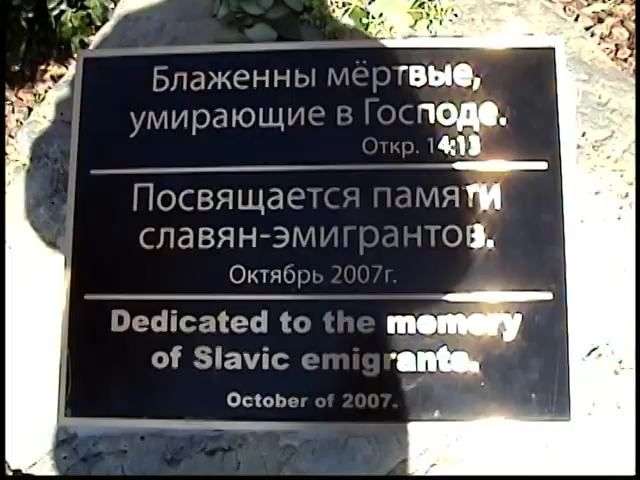 Блаженны мёртвые,
умирающие в Господе.
Откр. 14:13
Посвящается памяти
славян-эмигрантов.
Октябрь 2007г.
Dedicated to the memory
of Slavic emigrants.
October of 2007.